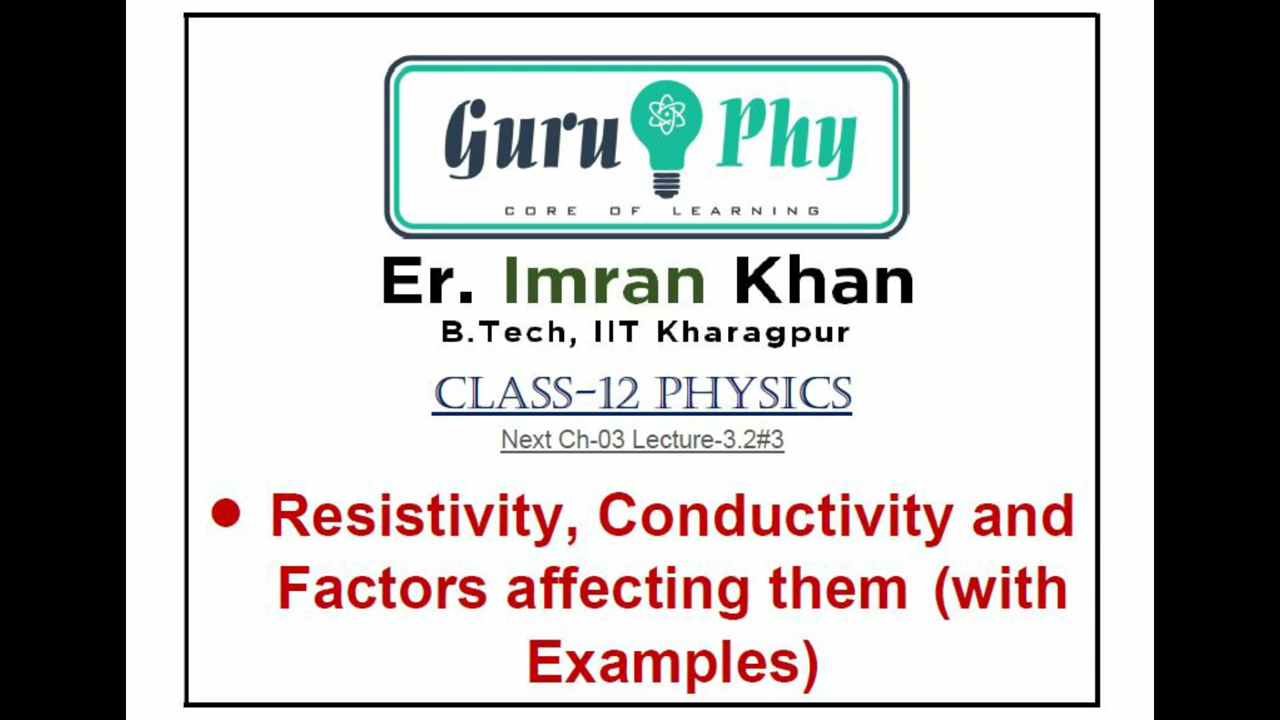 Guru Phy
CORE OF LEARNING
Er. Imran Khan
B.Tech, IIT Kharagpur
CLASS-12 PHYSICS
Next Ch-03 Lecture-3.2#3
• Resistivity, Conductivity and
Factors affecting them (with
Examples)